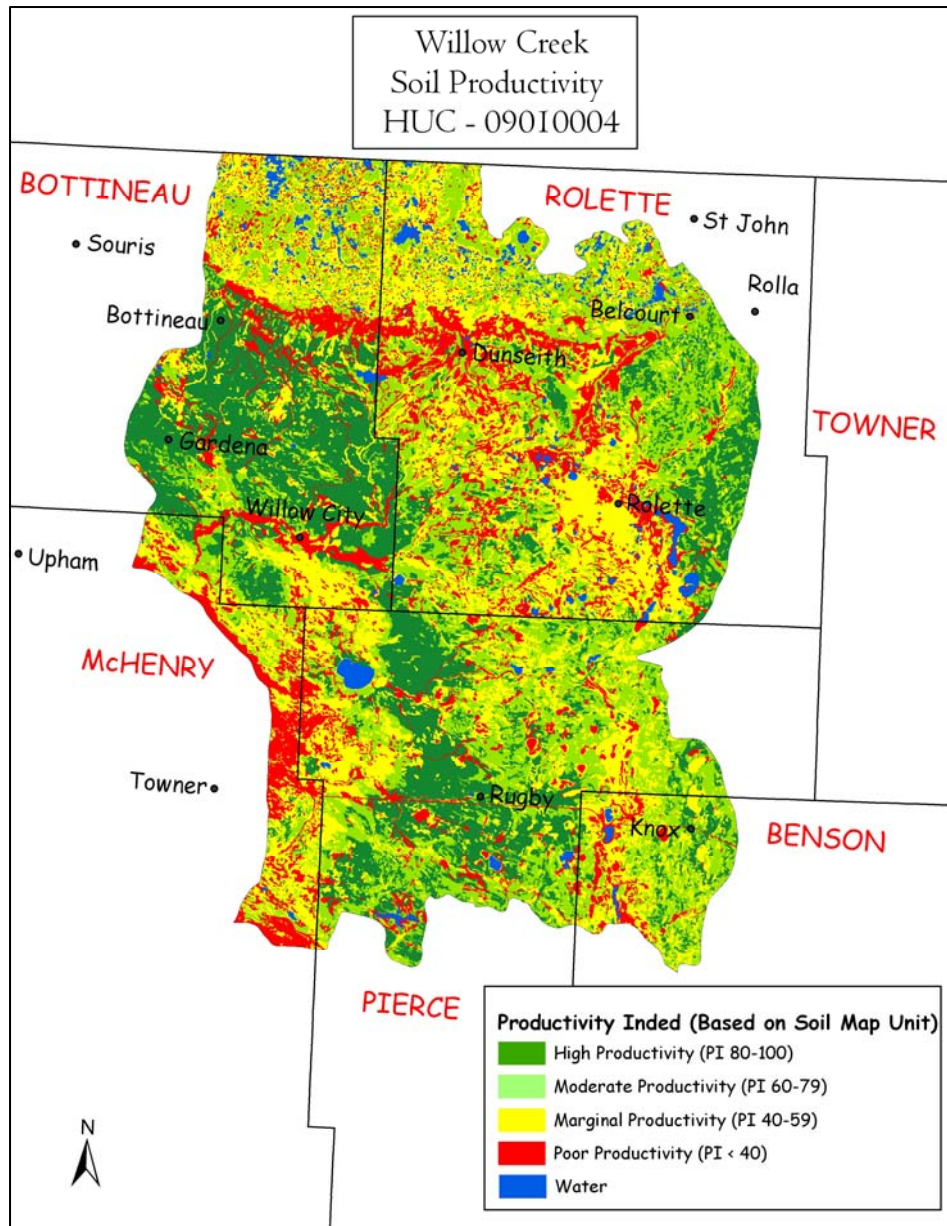 Willow Creek
Soil Productivity
HUC - 09010004
BOTTINEAU
ROLETTE
St John
Souris
Rolla
Bottineau
Belcourt
Dunseith
TOWNER
Gardena
Willow City
Rolette
Upham
McHENRY
Towner
Rugby
Knox
BENSON
PIERCE
Productivity Inded (Based on Soil Map Unit)
High Productivity (PI 80-100)
Moderate Productivity (PI 60-79)
Marginal Productivity (PI 40-59)
Poor Productivity (PI < 40)
Water
N